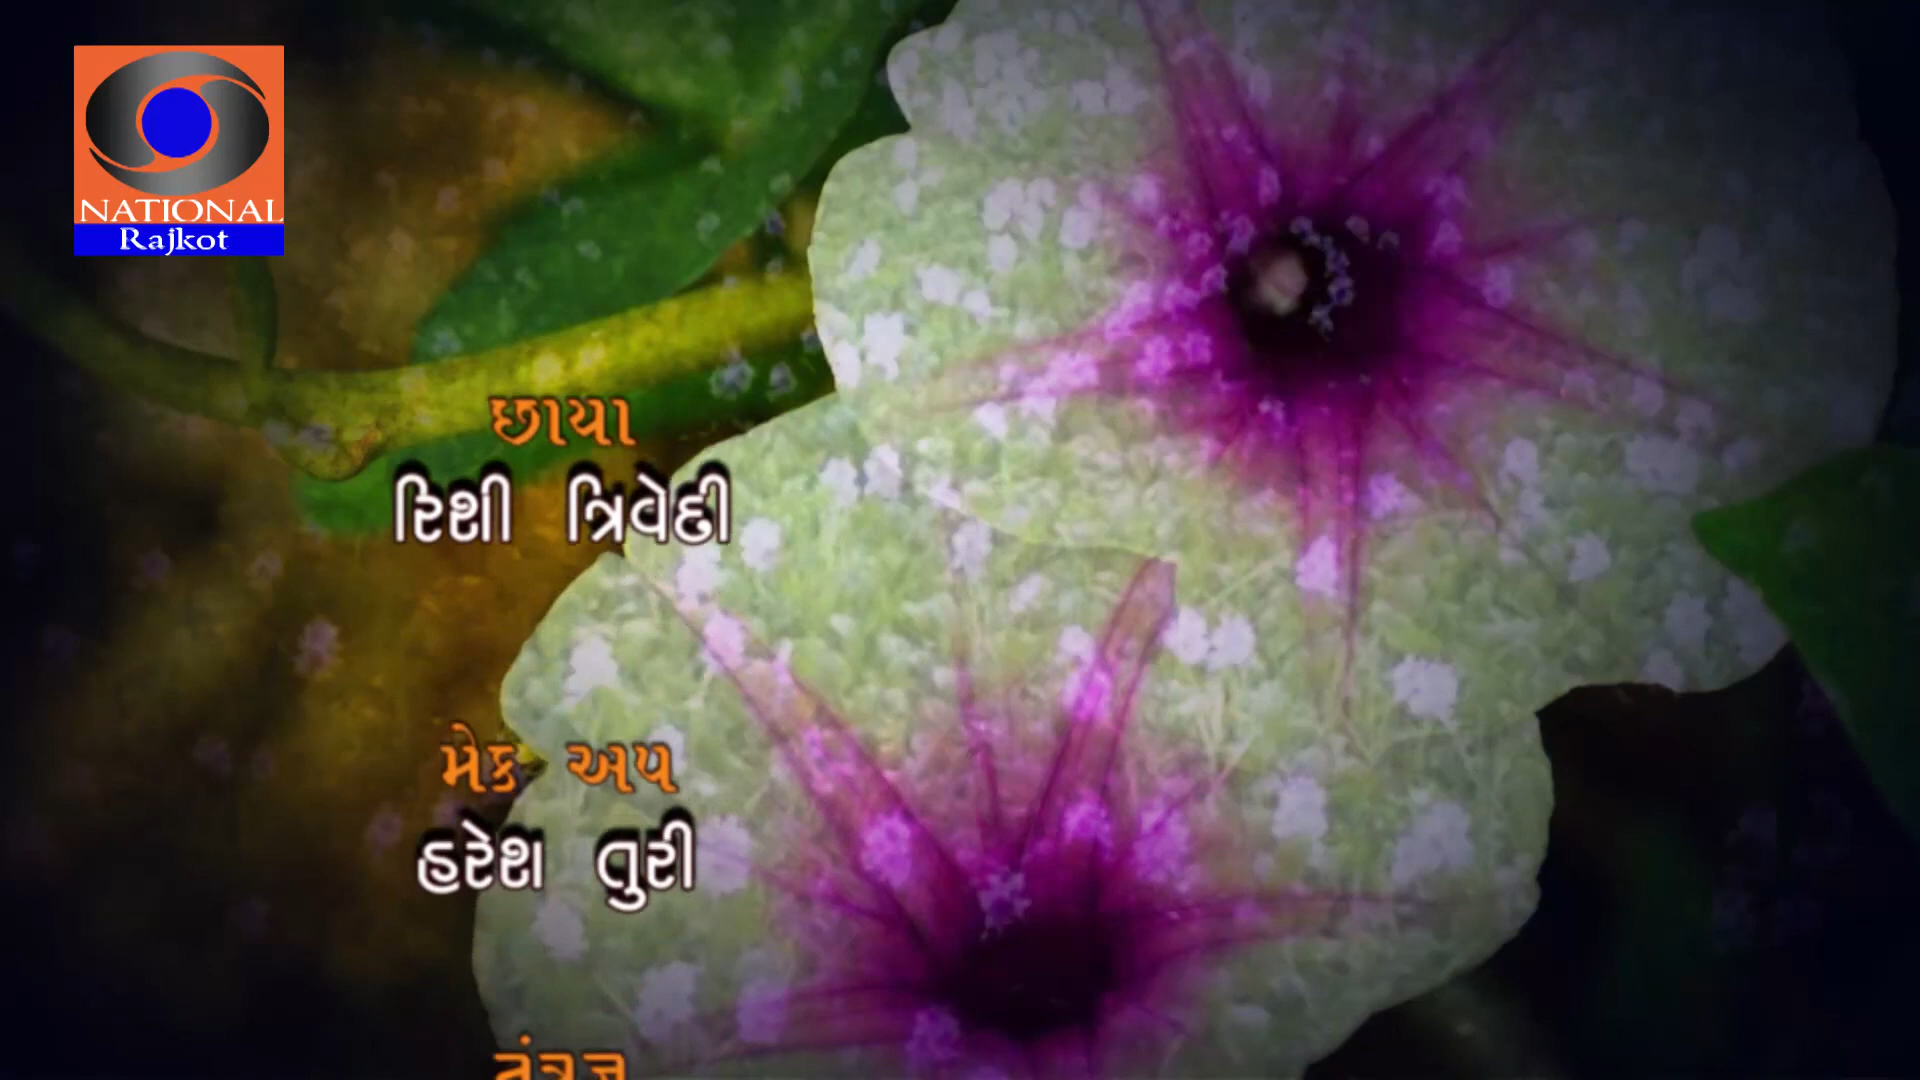 NATIONAL
Rajkot
છાયા
રિશી ત્રિવેદી
મેક અપ
હરેશ તુરી